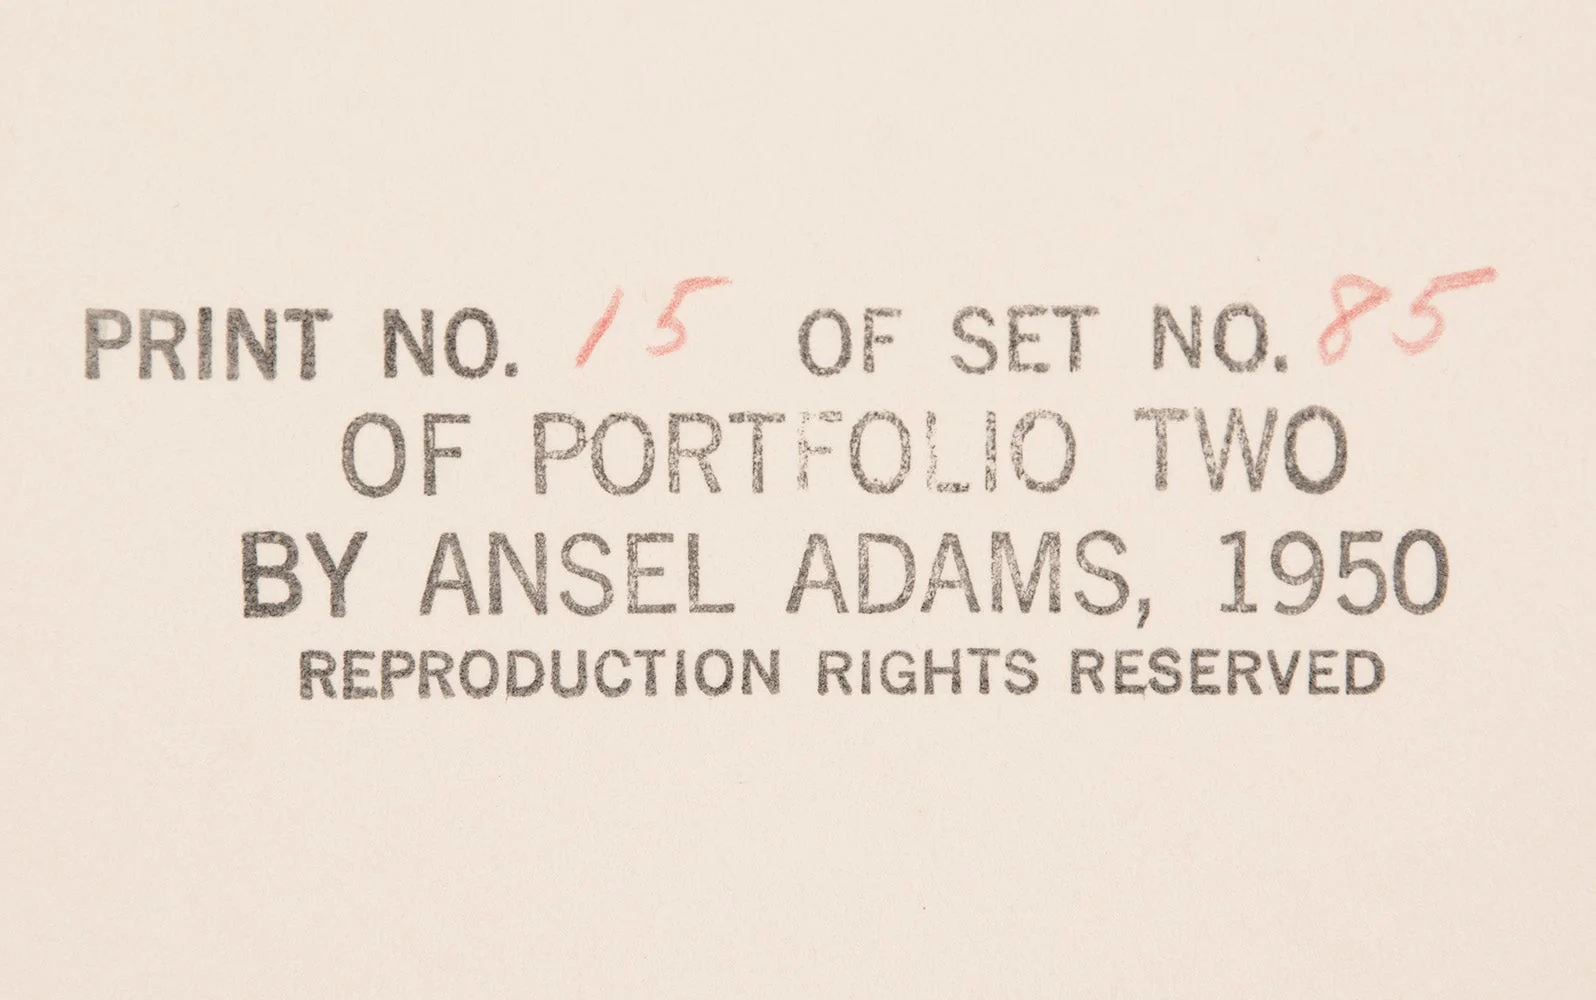 PRINT NO. 15 OF SET NO. 85
OF PORTFOLIO TWO
BY ANSEL ADAMS, 1950
REPRODUCTION RIGHTS RESERVED